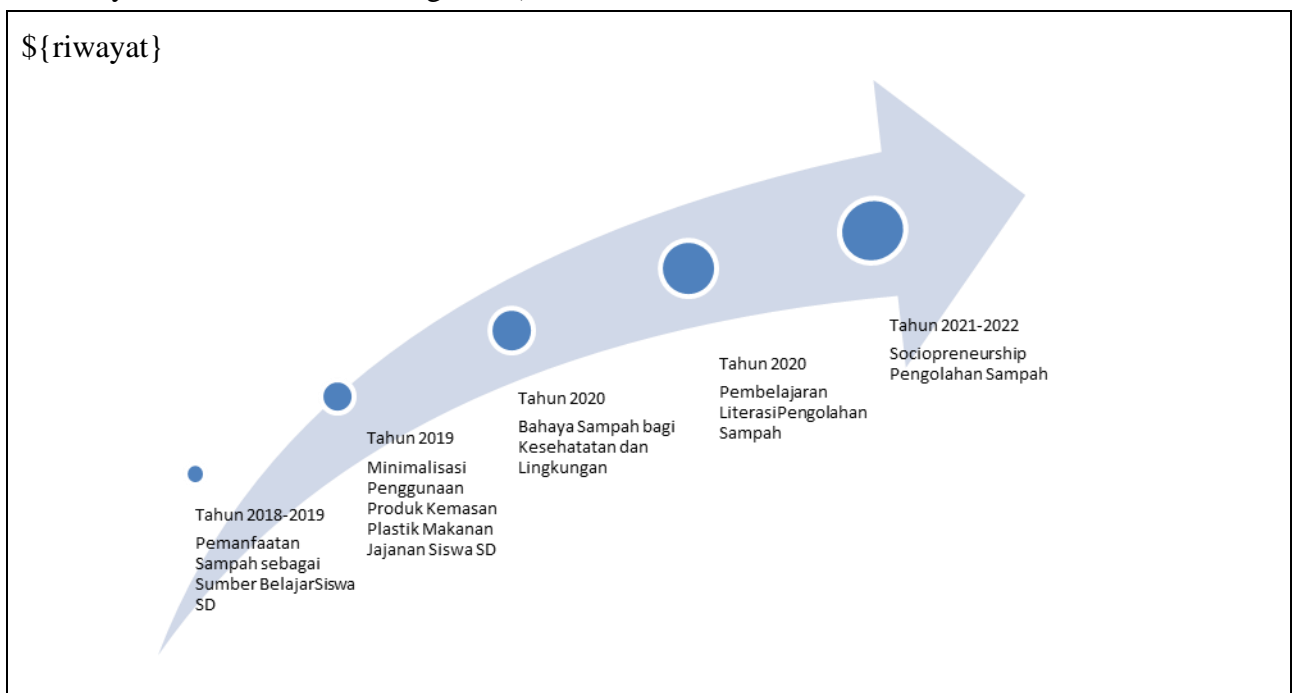 ${riwayat}
Tahun 2018-2019
Pemanfaatan
Sampah sebagai
Sumber BelajarSiswa
SD
Tahun 2019
Minimalisasi
Penggunaan
Produk Kemasan
Plastik Makanan
Jajanan Siswa SD
Tahun 2020
Bahaya Sampah bagi
Kesehatatan dan
Lingkungan
Tahun 2020
Pembelajaran
LiterasiPengolahan
Sampah
Tahun 2021-2022
Sociopreneurship
Pengolahan Sampah